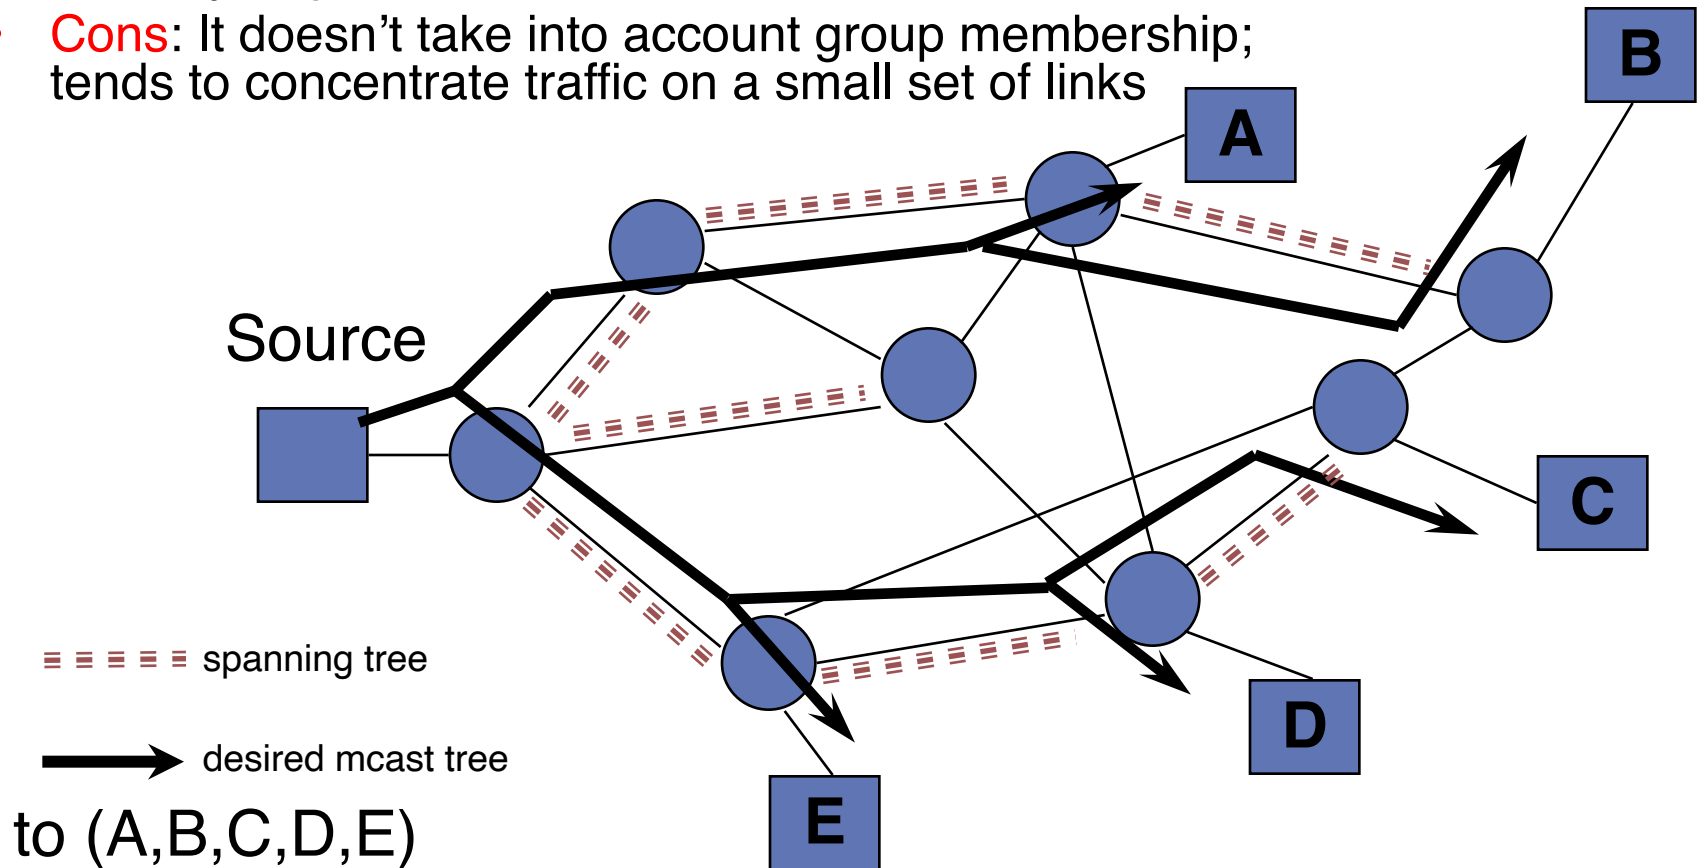 • Cons: It doesn't take into account group membership;
tends to concentrate traffic on a small set of links
B
A
Source
C
spanning tree
D
desired mcast tree
E
to (A,B,C,D,E)